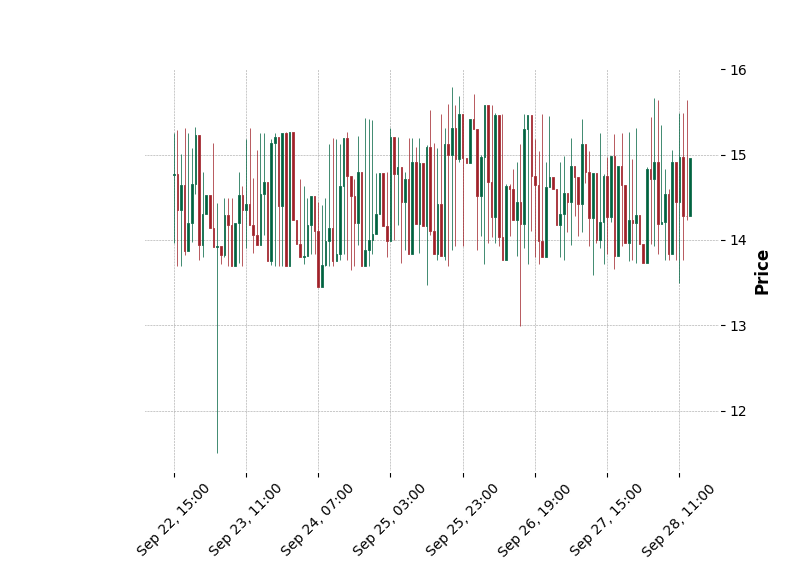 16
15
14
13
12
Price
Sep 22, 15:00
Sep 23, 11:00
Sep 24, 07:00
Sep 25, 03:00
Sep 25, 23:00
Sep 26, 19:00
Sep 27, 15:00
Sep 28, 11:00